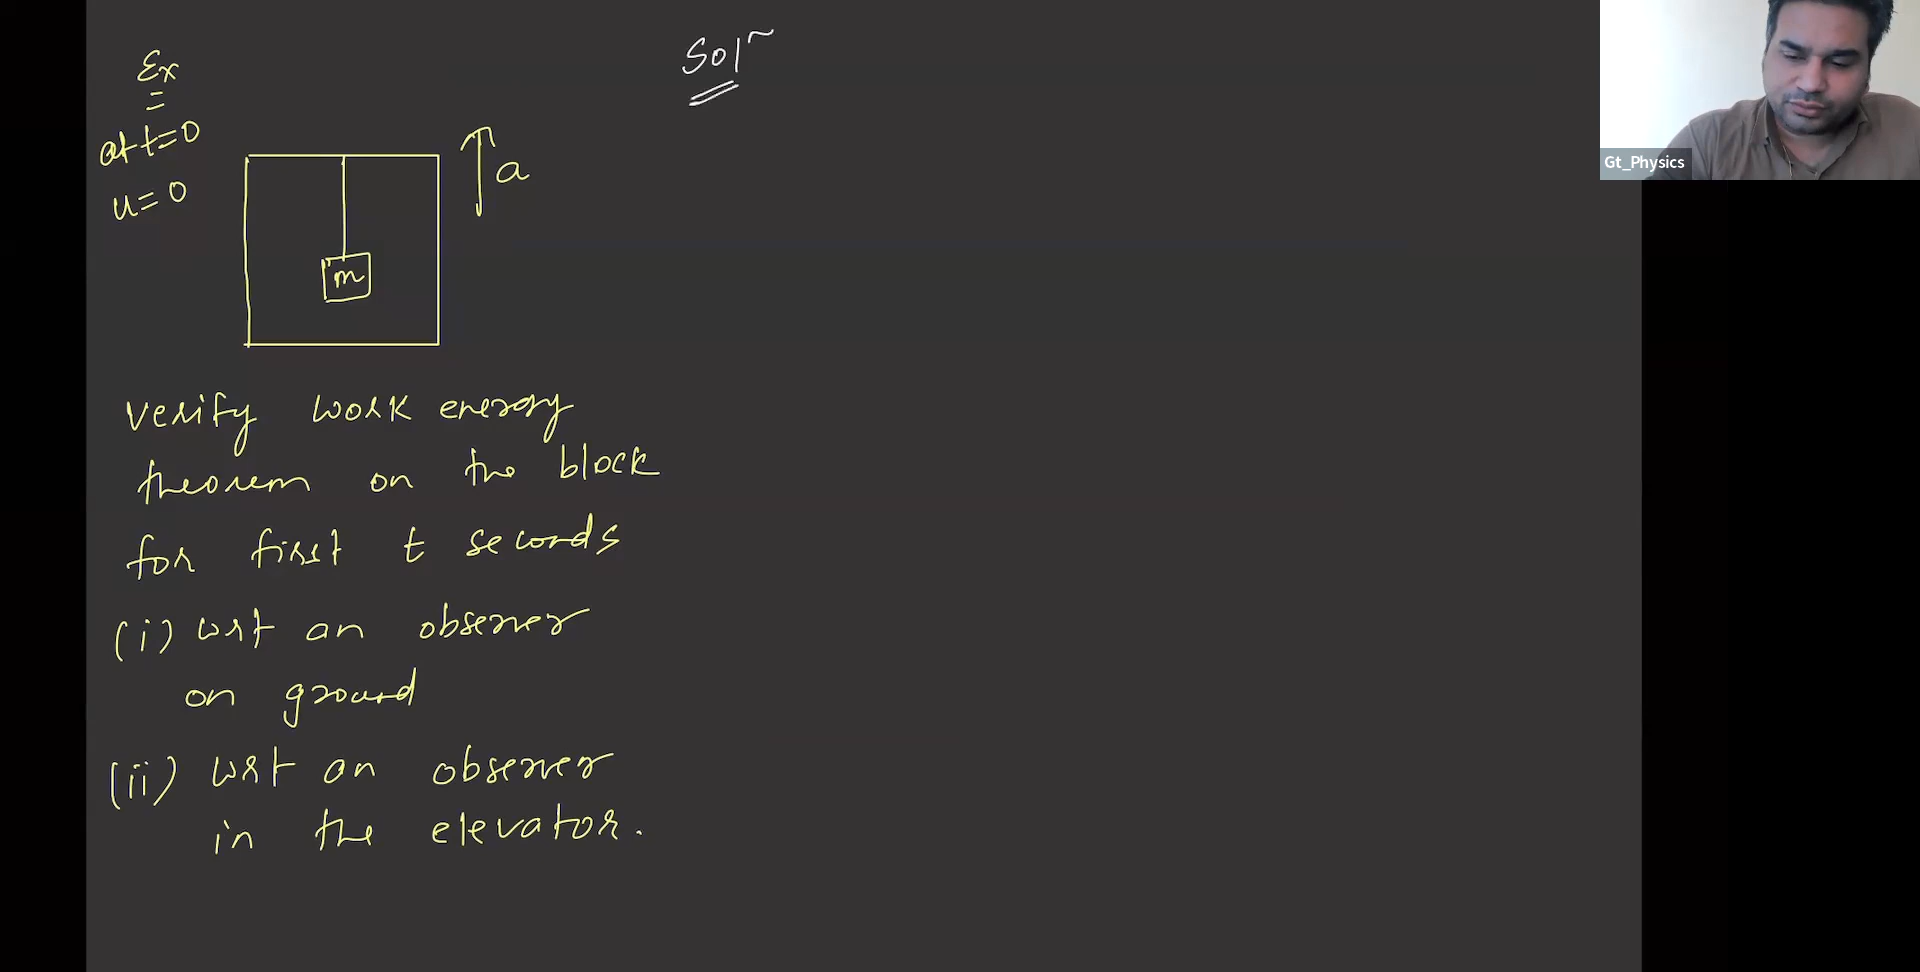 Ex
at t=0
u=0
a
m
verify work energy
theorem on the block
for first t seconds
(i) wrt an observer
on ground
(ii) wrt an observer
in the elevator.
Sol~
Gt_Physics